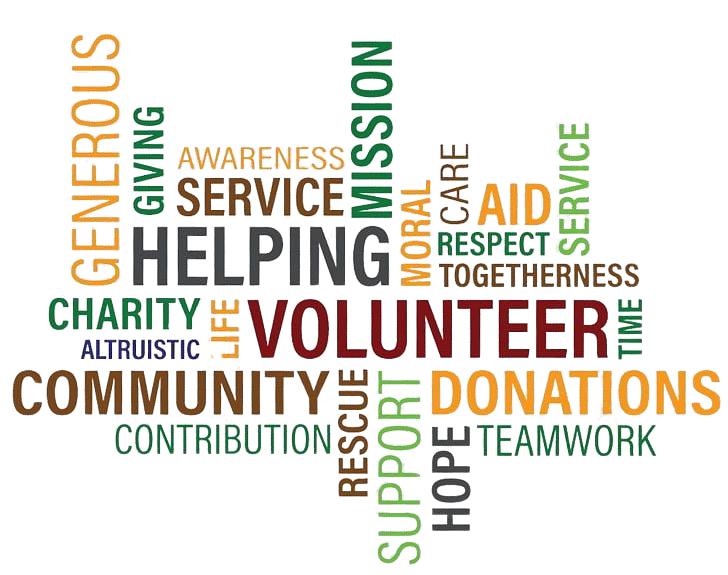 GENEROUS
GIVING
AWARENESS
SERVICE
MISSION
HELPING
MORAL
CARE
AID
SERVICE
RESPECT
TOGETHERNESS
CHARITY
ALTRUISTIC
LIFE
VOLUNTEER
TIME
COMMUNITY
CONTRIBUTION
RESCUE
SUPPORT
DONATIONS
HOPE
TEAMWORK